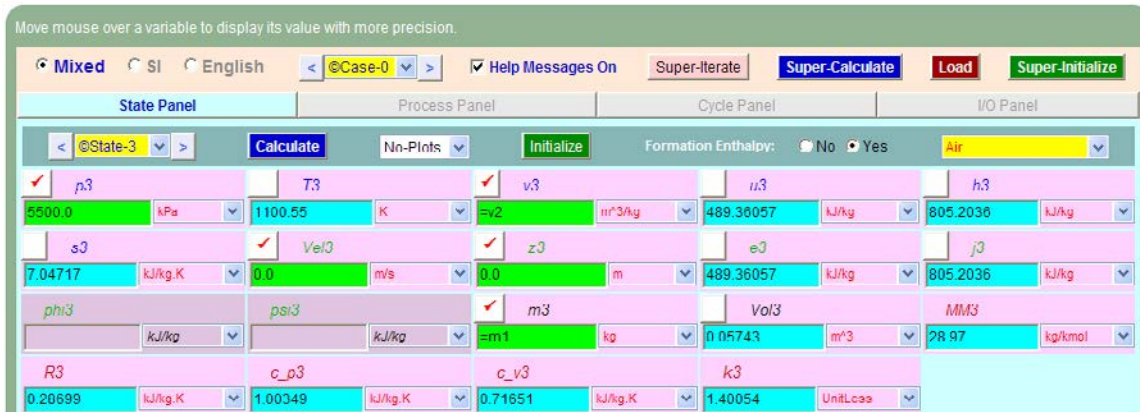 Move mouse over a variable to display its value with more precision.
Mixed SI English < ©Case-0 > Help Messages On Super-Iterate Super-Calculate Load Super-Initialize
State Panel Process Panel Cycle Panel I/O Panel
< ©State-3 > Calculate No-Plots Initialize Formation Enthalpy: No Yes Air
p3 T3 v3 u3 h3
5500.0 kPa 1100.55 K =v2 m^3/kg 489.36057 kJ/kg 805.2036 kJ/kg
s3 Vel3 z3 e3 j3
7.04717 kJ/kg.K 0.0 m/s 0.0 m 489.36057 kJ/kg 805.2036 kJ/kg
phi3 psi3 m3 Vol3 MM3
kJ/kg kJ/kg =m1 kg 0.05743 m^3 28.97 kg/kmol
R3 c_p3 c_v3 k3
0.28699 kJ/kg.K 1.00349 kJ/kg.K 0.71651 kJ/kg.K 1.40054 UnitLess